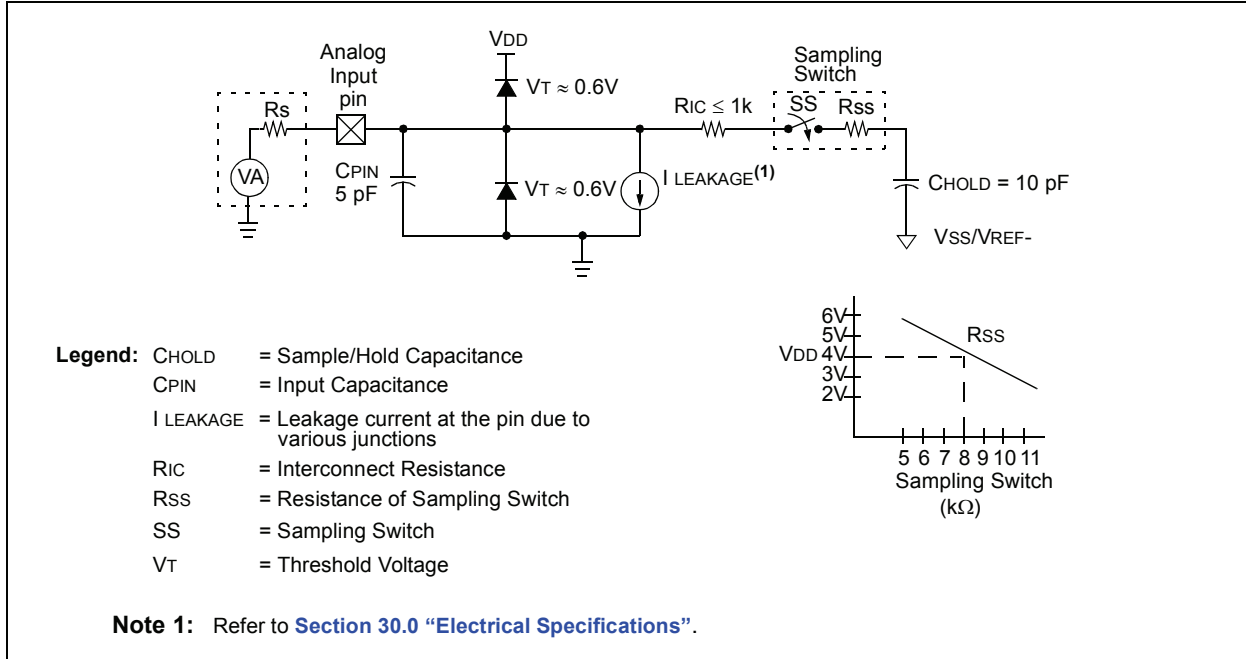 VDD
Analog
Input
pin
Sampling
Switch
VT ≈ 0.6V
Rs
RIC ≤ 1k
SS
Rss
VA
CPIN
5 pF
VT ≈ 0.6V
I LEAKAGE(1)
CHOLD = 10 pF
VSS/VREF-
6V
5V
VDD 4V
3V
2V
RSS
5 6 7 8 9 10 11
Sampling Switch
(kΩ)
Legend: CHOLD = Sample/Hold Capacitance
CPIN = Input Capacitance
I LEAKAGE = Leakage current at the pin due to
various junctions
RIC = Interconnect Resistance
RSS = Resistance of Sampling Switch
SS = Sampling Switch
VT = Threshold Voltage
Note 1: Refer to Section 30.0 “Electrical Specifications”.